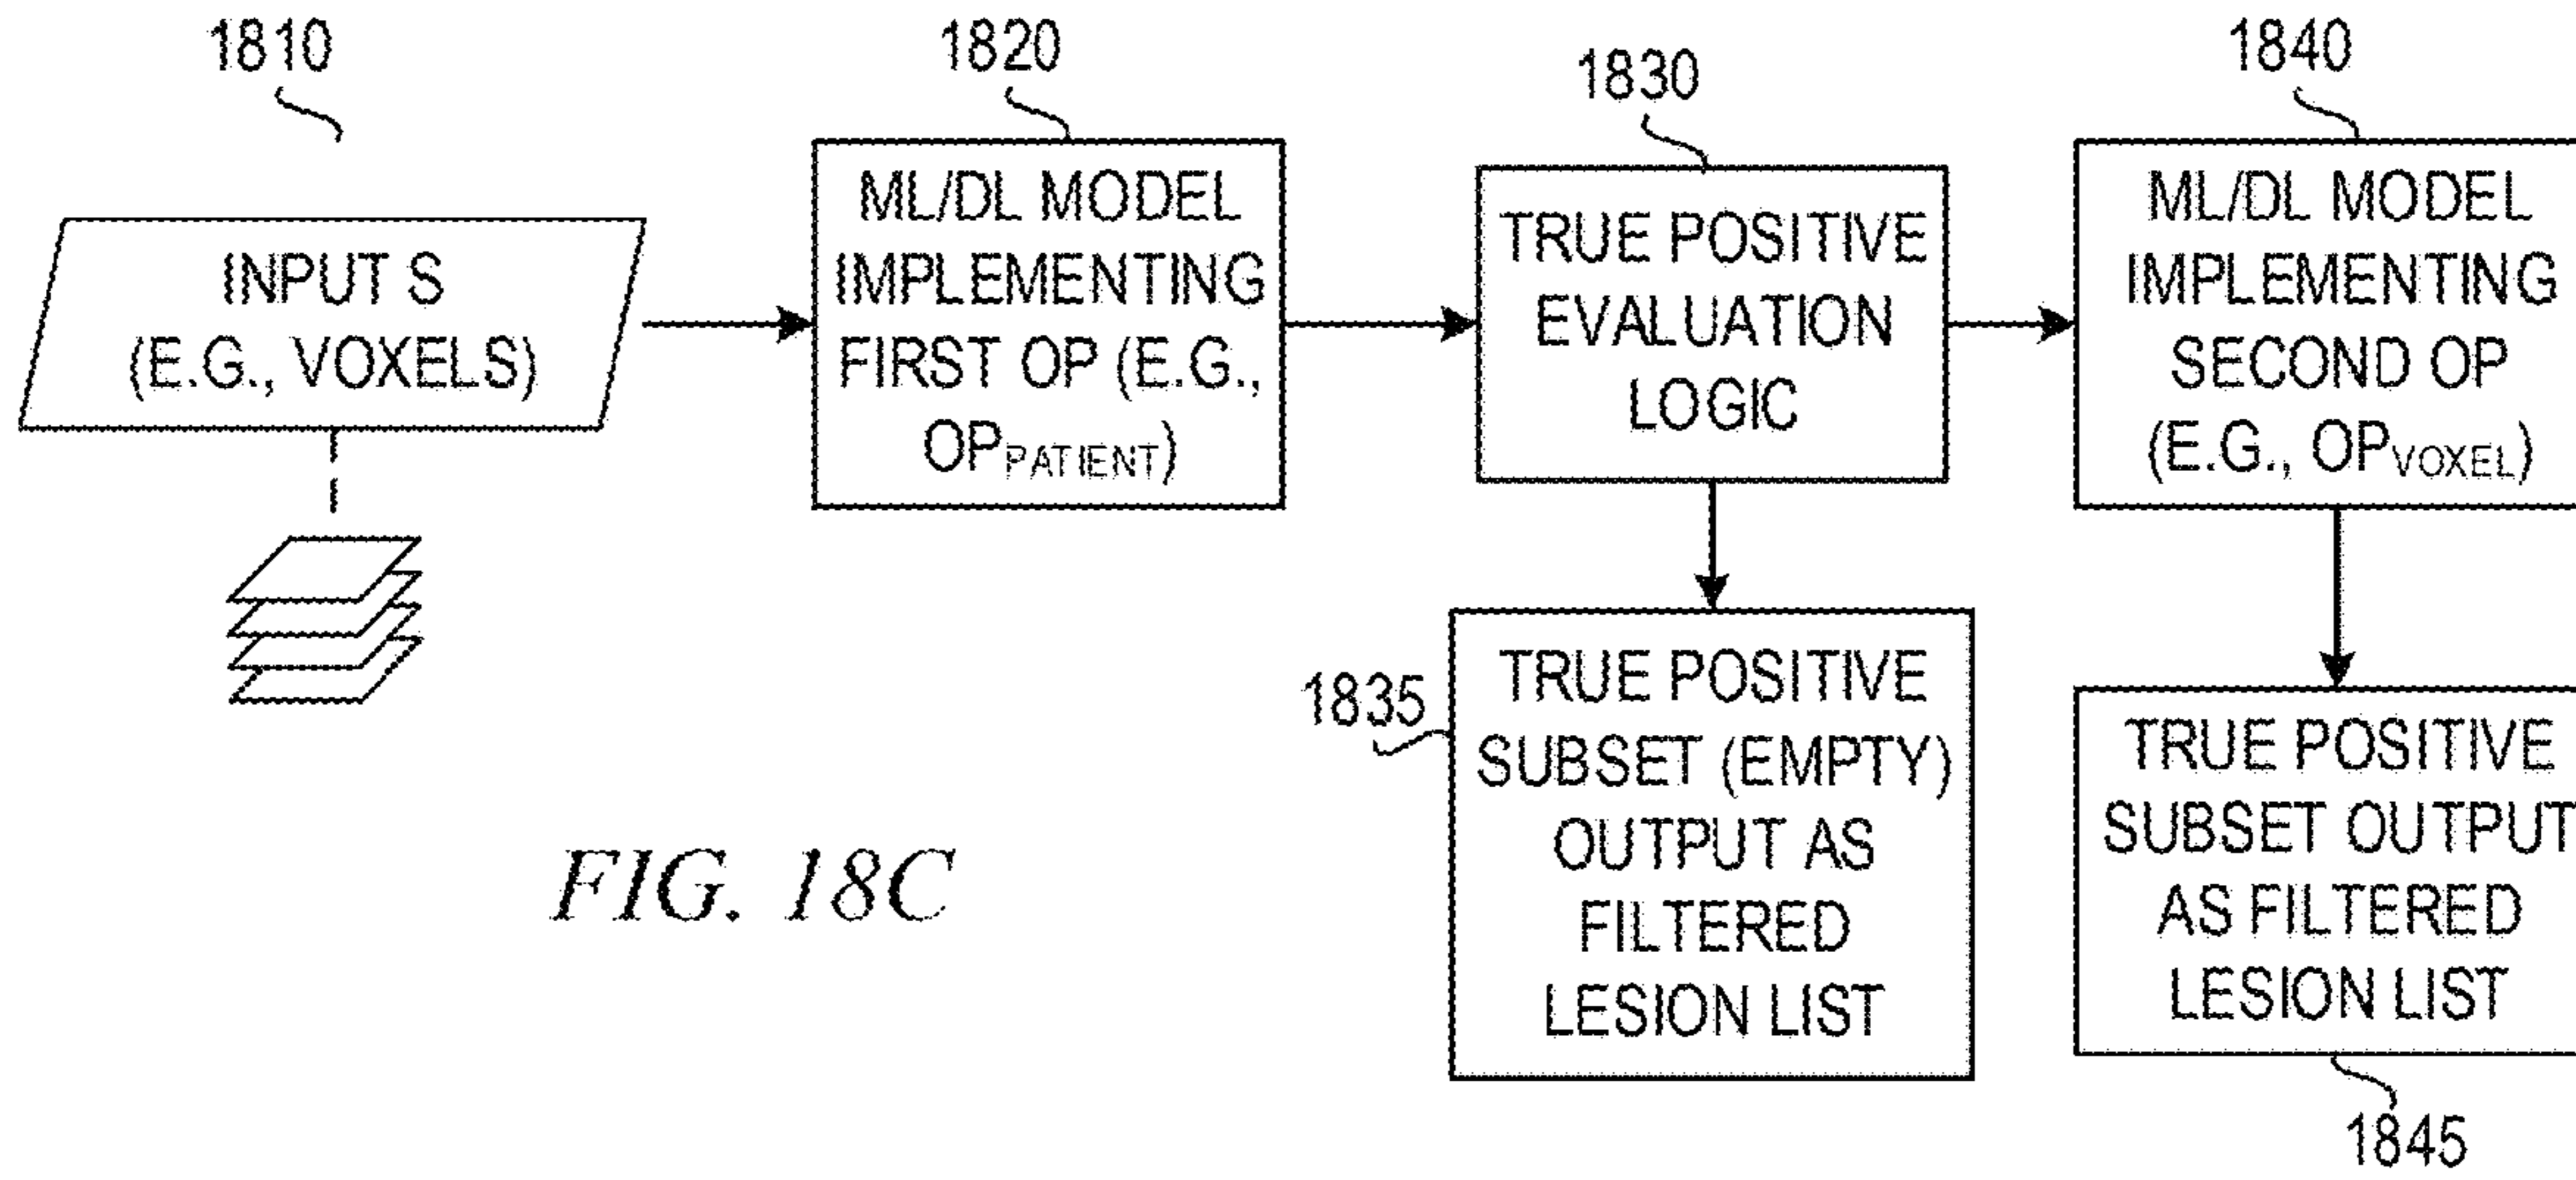 1810
INPUT S
(E.G., VOXELS)
1820
ML/DL MODEL
IMPLEMENTING
FIRST OP (E.G.,
OPPATIENT)
1830
TRUE POSITIVE
EVALUATION
LOGIC
1840
ML/DL MODEL
IMPLEMENTING
SECOND OP
(E.G., OPVOXEL)
1835
TRUE POSITIVE
SUBSET (EMPTY)
OUTPUT AS
FILTERED
LESION LIST
TRUE POSITIVE
SUBSET OUTPUT
AS FILTERED
LESION LIST
1845
FIG. 18C